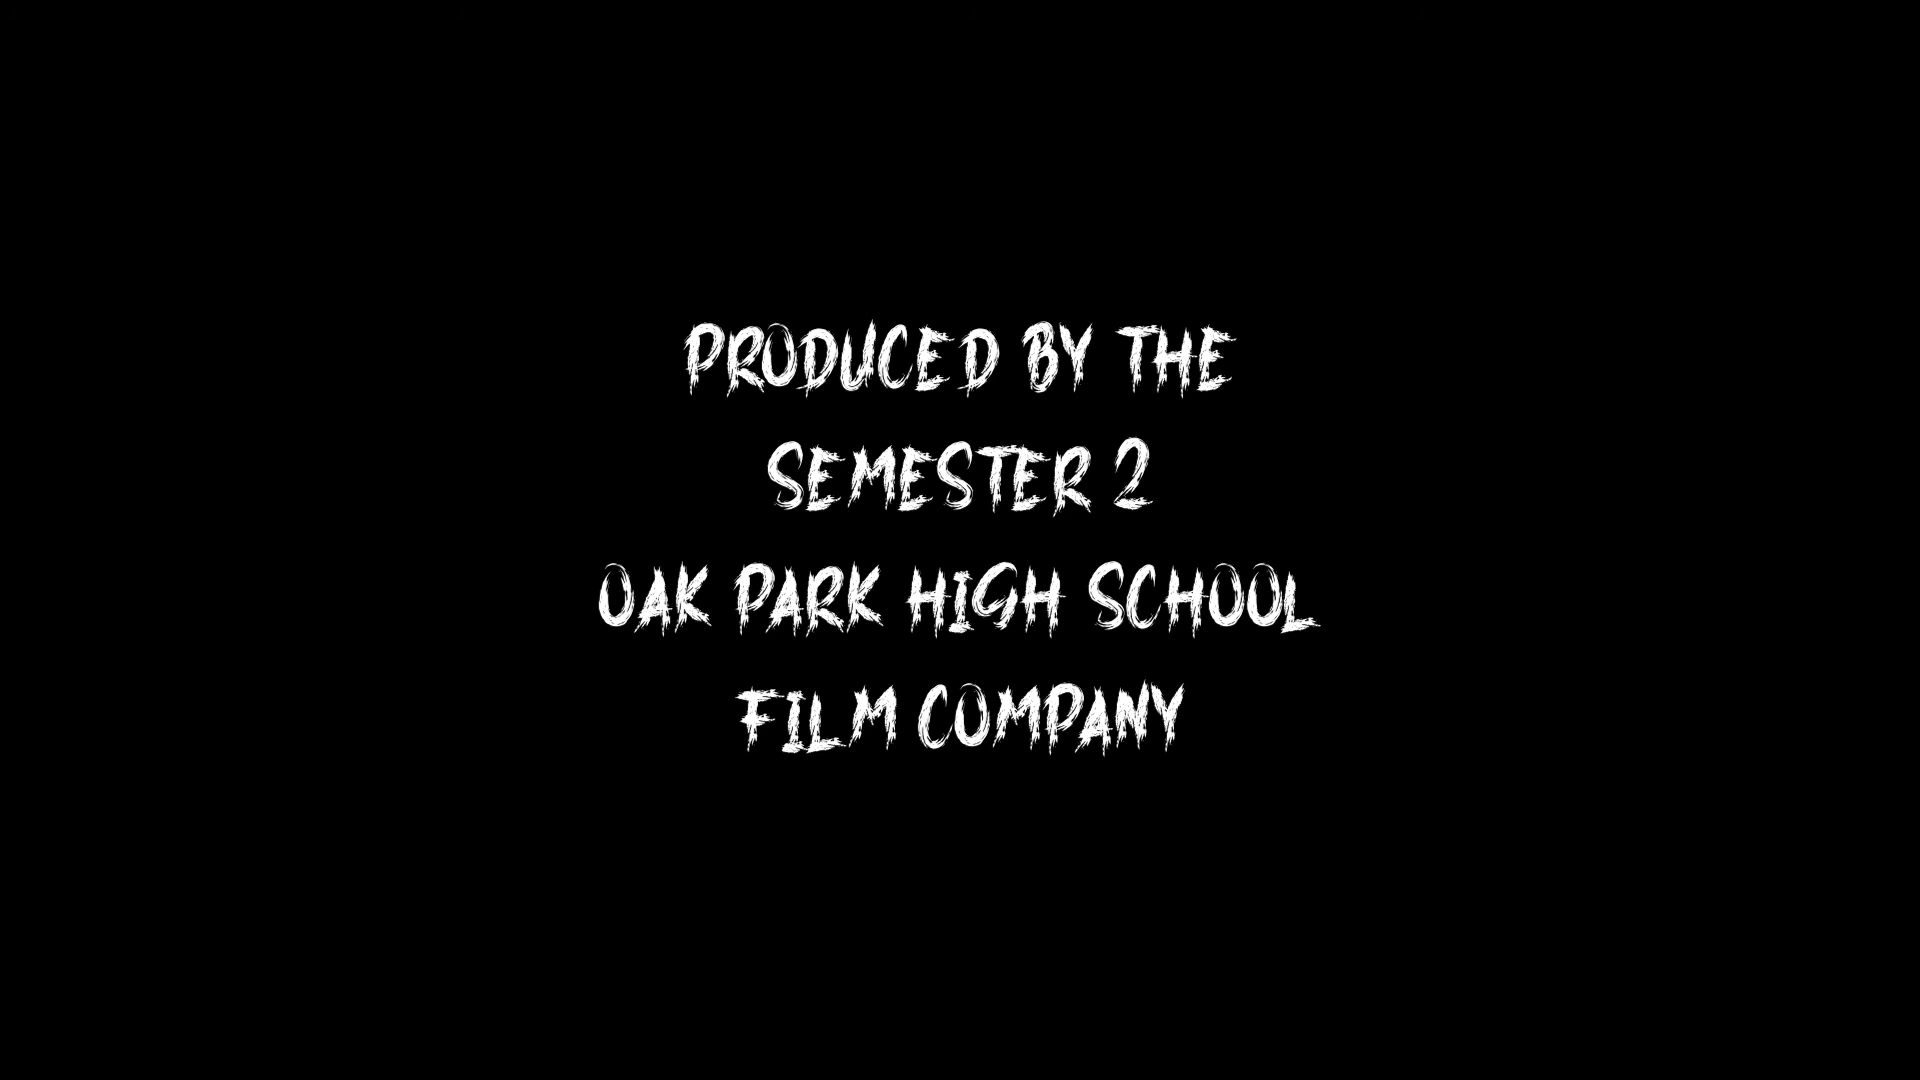 PRODUCED BY THE
SEMESTER 2
OAK PARK HIGH SCHOOL
FILM COMPANY